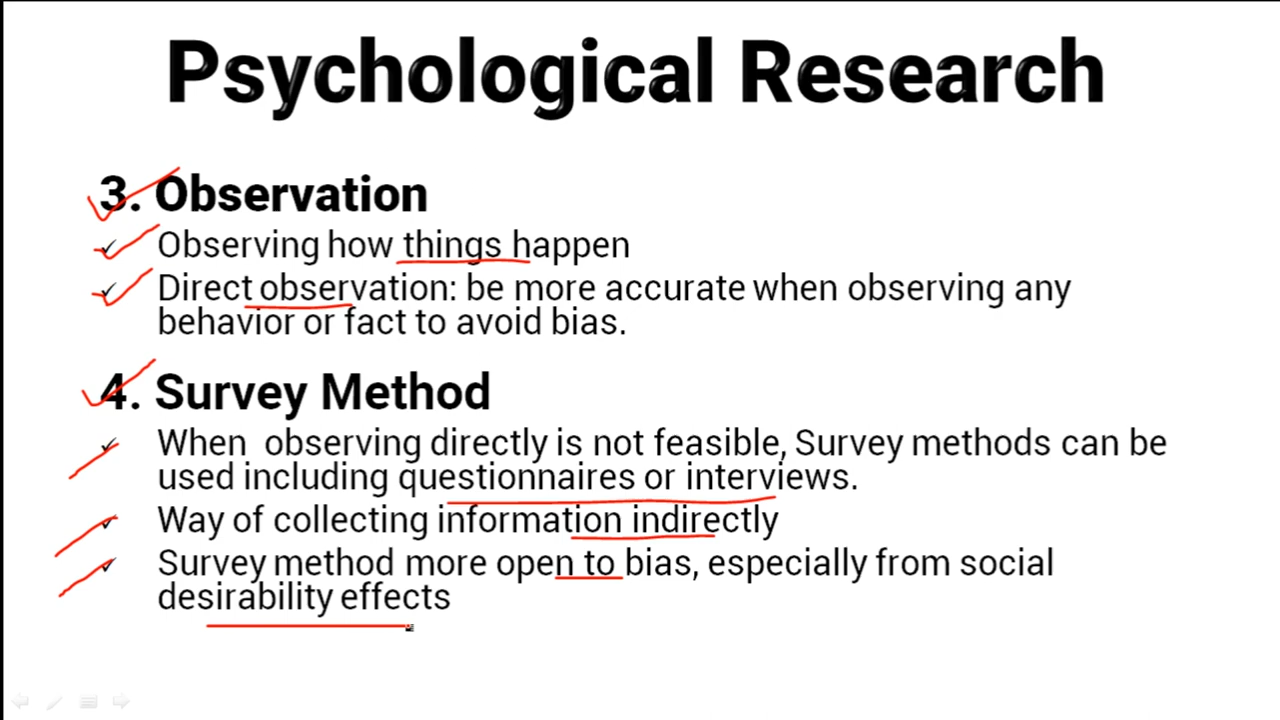 Psychological Research
3. Observation
Observing how things happen
Direct observation: be more accurate when observing any
behavior or fact to avoid bias.
4. Survey Method
When observing directly is not feasible, Survey methods can be
used including questionnaires or interviews.
Way of collecting information indirectly
Survey method more open to bias, especially from social
desirability effects